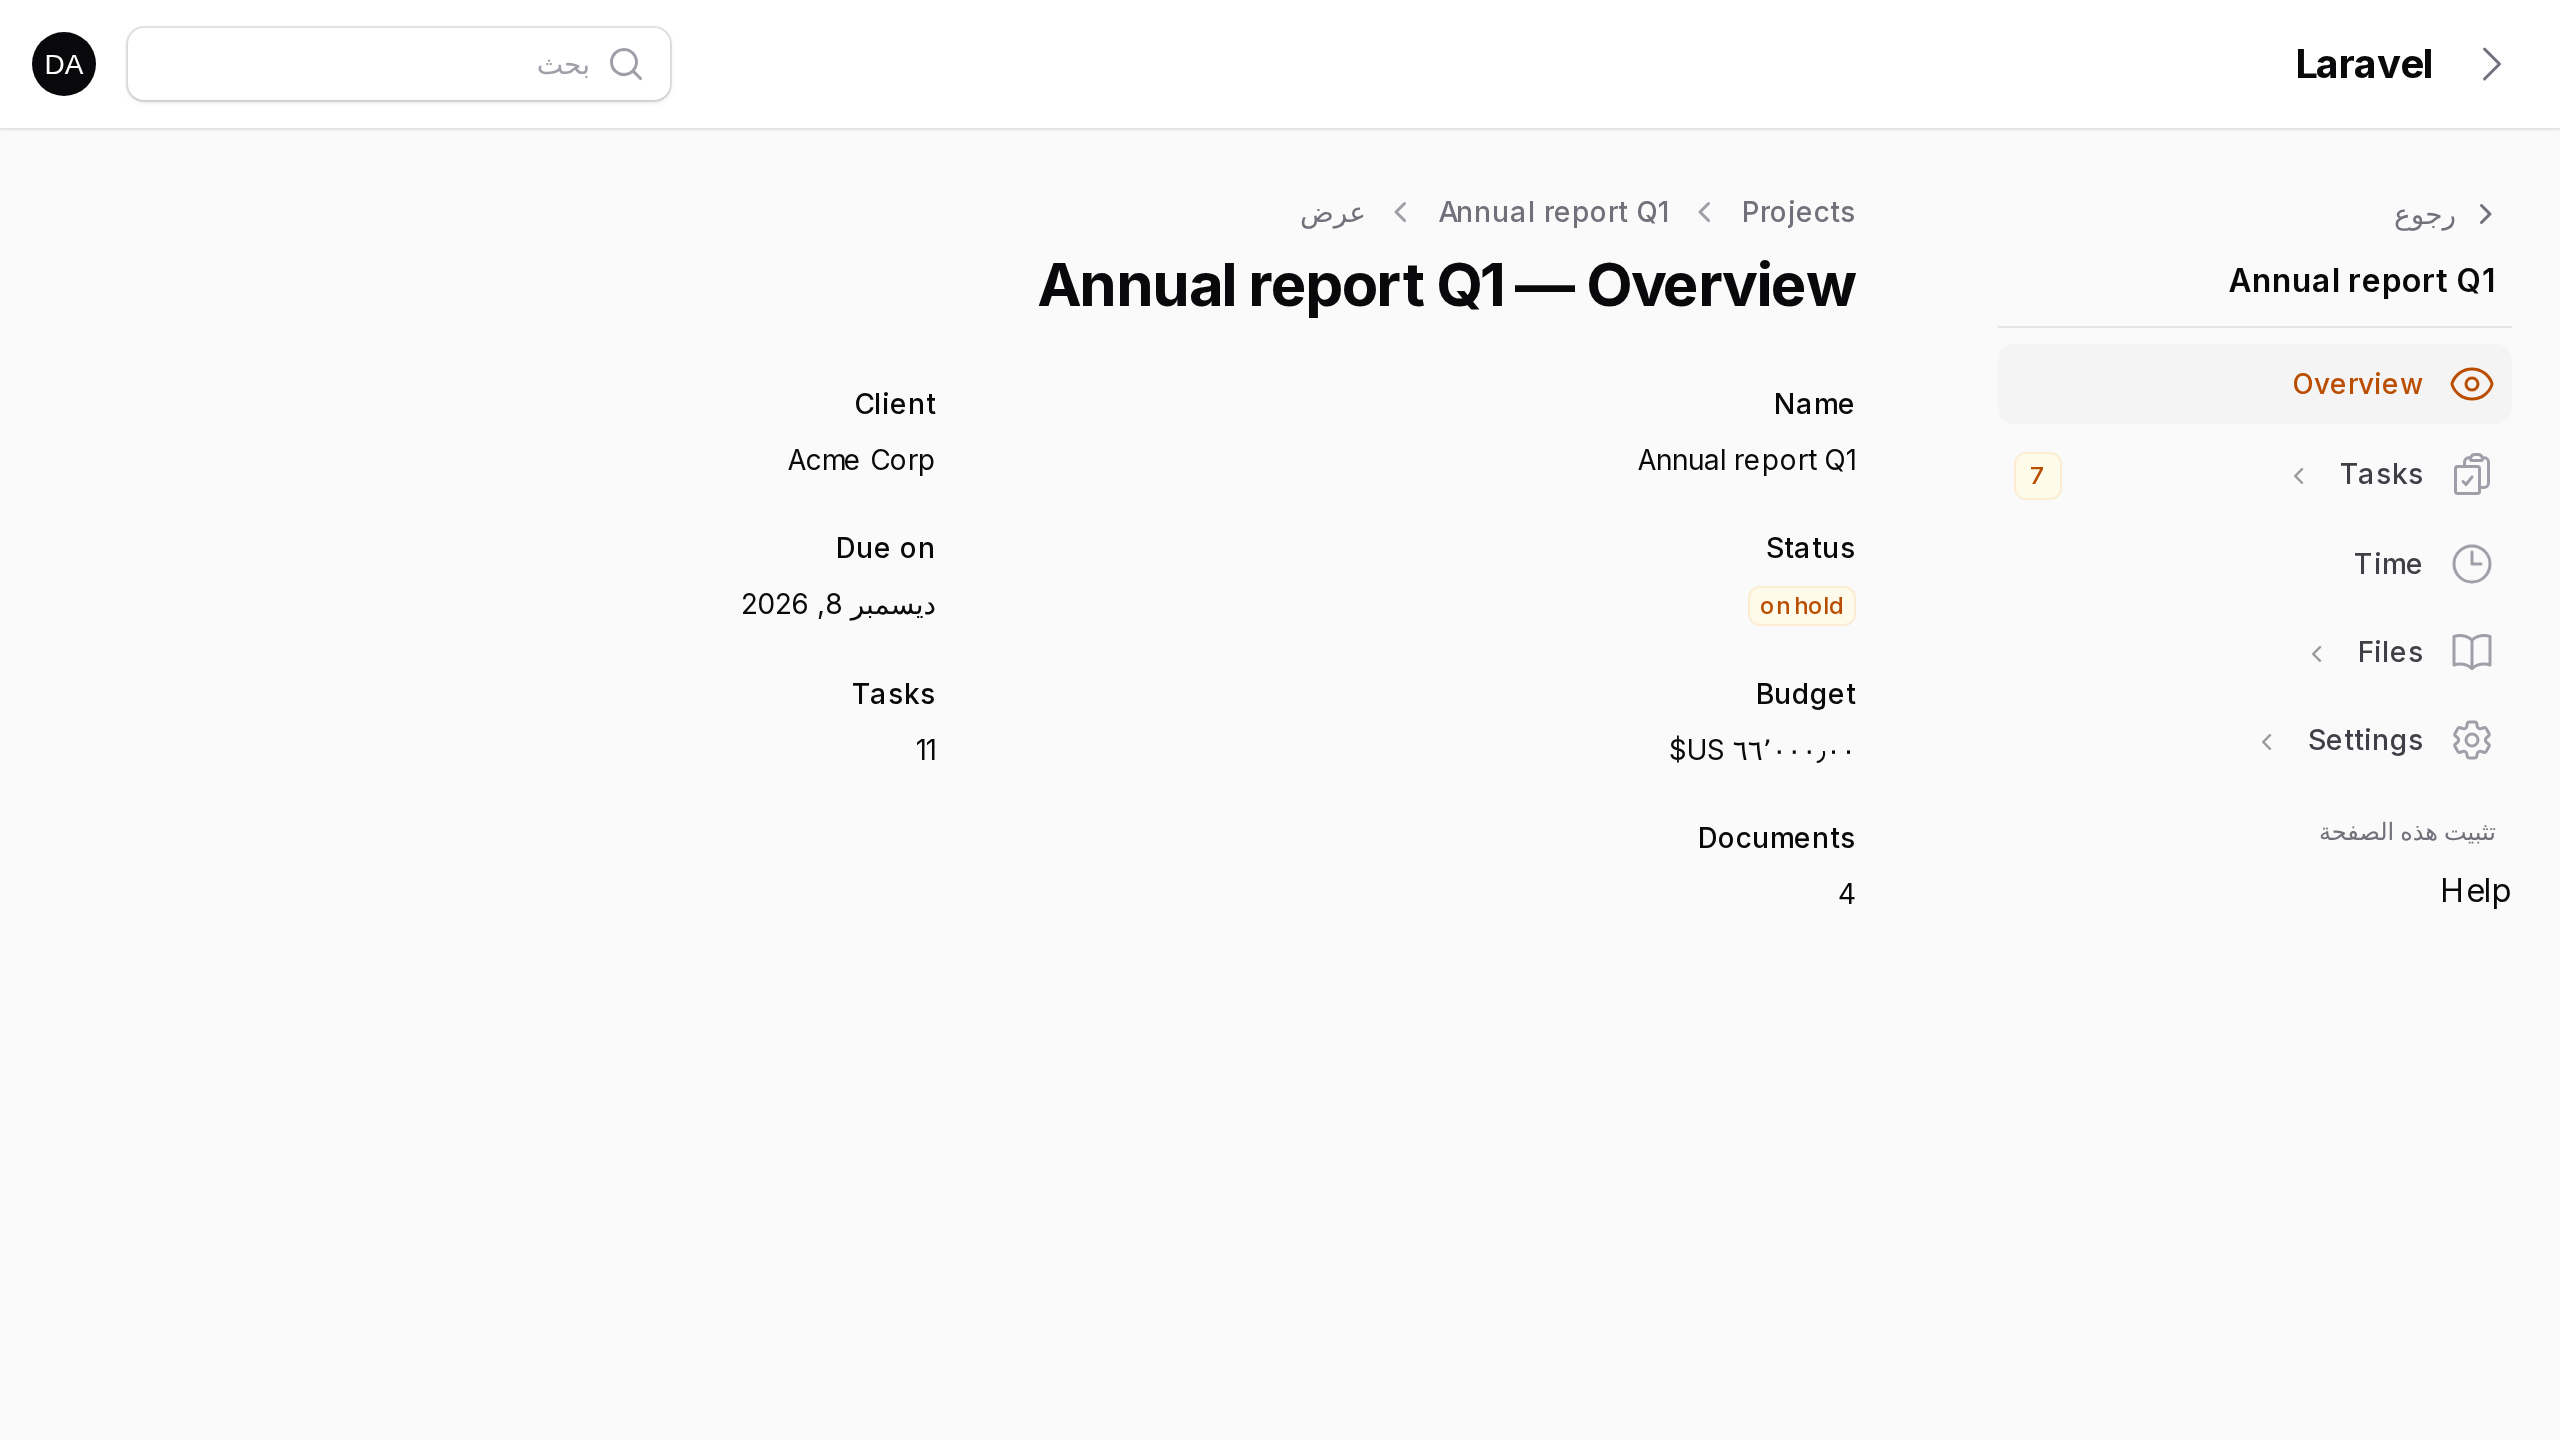 Laravel
بحث
DA
رجوع
Annual report Q1
Overview
Tasks
7
Time
Files
Settings
تثبيت هذه الصفحة
Help
Projects
Annual report Q1
عرض
Annual report Q1 — Overview
Name
Annual report Q1
Client
Acme Corp
Status
on hold
Due on
ديسمبر 8, 2026
Budget
٦٦٬٠٠٠٫٠٠ US$
Tasks
11
Documents
4